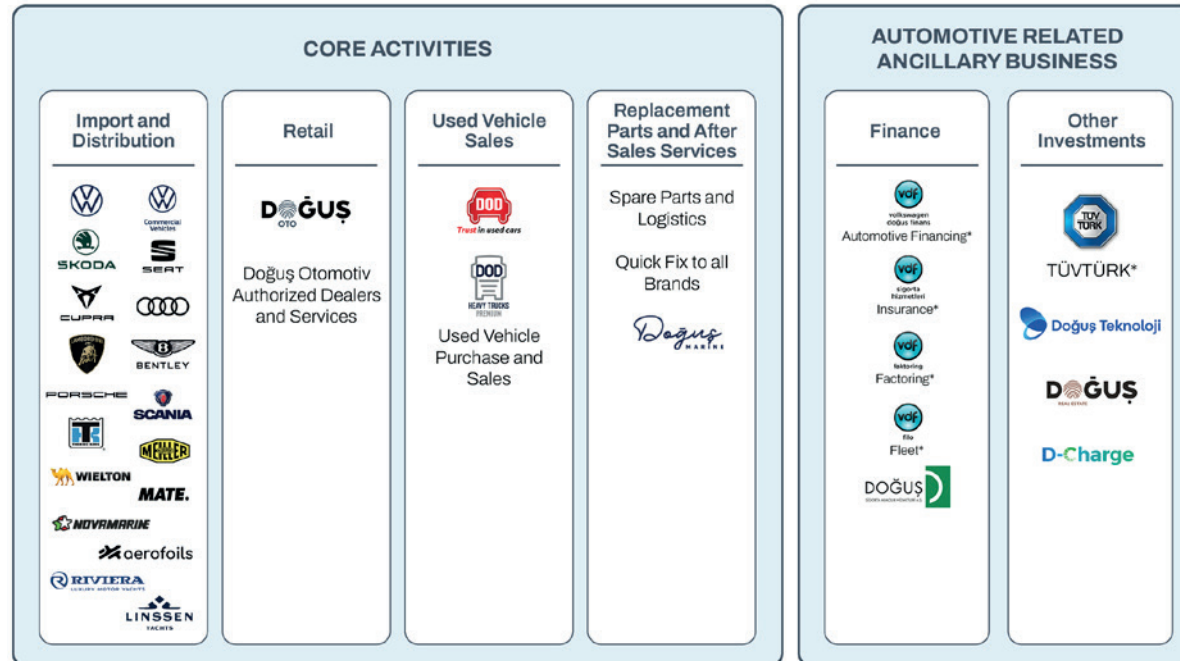 CORE ACTIVITIES
Import and
Distribution
Commercial
Vehicles
SKODA
SEAT
CUPRA
LAMBORGHINI
BENTLEY
PORSCHE
SCANIA
MEILLER
WIELTON
MATE.
NOVAMARINE
aerofoils
RIVIERA
LUXURY MOTOR YACHTS
LINSSEN
YACHTS
Retail
DOĞUŞ
OTO
Doğuş Otomotiv
Authorized Dealers
and Services
Used Vehicle
Sales
DOD
Trust in used cars
DOD
HEAVY TRUCKS
PREMIUM
Used Vehicle
Purchase and
Sales
Replacement
Parts and After
Sales Services
Spare Parts and
Logistics
Quick Fix to all
Brands
Doğuş
MARINE
AUTOMOTIVE RELATED
ANCILLARY BUSINESS
Finance
vdf
volkswagen
doğuş finans
Automotive Financing*
vdf
sigorta
hizmetleri
Insurance*
vdf
faktoring
Factoring*
vdf
filo
Fleet*
DOĞUŞ
Other
Investments
TÜV
TÜRK
TÜVTÜRK*
Doğuş Teknoloji
DOĞUŞ
REAL ESTATE
D-Charge